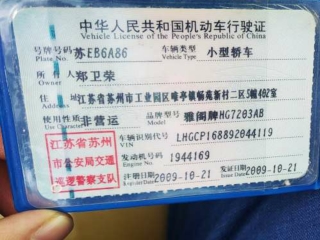 中华人民共和国机动车行驶证
Vehicle License of the People's Republic of China
号牌号码 苏EB6A86 车辆类型 小型轿车
Plate No. Vehicle Type
所有人 郑卫荣
Owner
住址 江苏省苏州市工业园区唯亭镇畅苑新村二区5幢402室
Address
使用性质 非营运 品牌型号 雅阁牌HG7203AB
Use Character Model
车辆识别代号 LHGCP168892044119
VIN
发动机号码 1944169
Engine No.
注册日期 2009-10-21 发证日期 2009-10-21
Register Date Issue Date
江苏省苏州
市公安局交通
巡逻警察支队